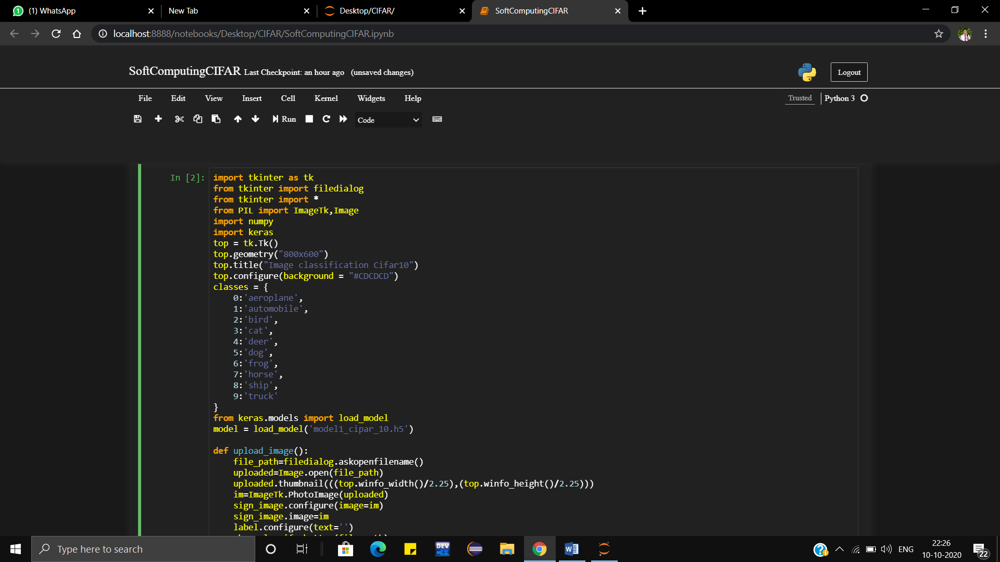 (1) WhatsApp
New Tab
Desktop/CIFAR/
SoftComputingCIFAR
localhost:8888/notebooks/Desktop/CIFAR/SoftComputingCIFAR.ipynb
SoftComputingCIFAR Last Checkpoint: an hour ago (unsaved changes)
Logout
File Edit View Insert Cell Kernel Widgets Help
Trusted Python 3
Run Code
In [2]:
import tkinter as tk
from tkinter import filedialog
from tkinter import *
from PIL import ImageTk,Image
import numpy
import keras
top = tk.Tk()
top.geometry("800x600")
top.title("Image classification Cifar10")
top.configure(background = "#CDCDCD")
classes = {
    0:'aeroplane',
    1:'automobile',
    2:'bird',
    3:'cat',
    4:'deer',
    5:'dog',
    6:'frog',
    7:'horse',
    8:'ship',
    9:'truck'
}
from keras.models import load_model
model = load_model('model1_cipar_10.h5')
def upload_image():
    file_path=filedialog.askopenfilename()
    uploaded=Image.open(file_path)
    uploaded.thumbnail(((top.winfo_width()/2.25),(top.winfo_height()/2.25)))
    im=ImageTk.PhotoImage(uploaded)
    sign_image.configure(image=im)
    sign_image.image=im
    label.configure(text='')
Type here to search
DEV
ENG
22:26
10-10-2020
22